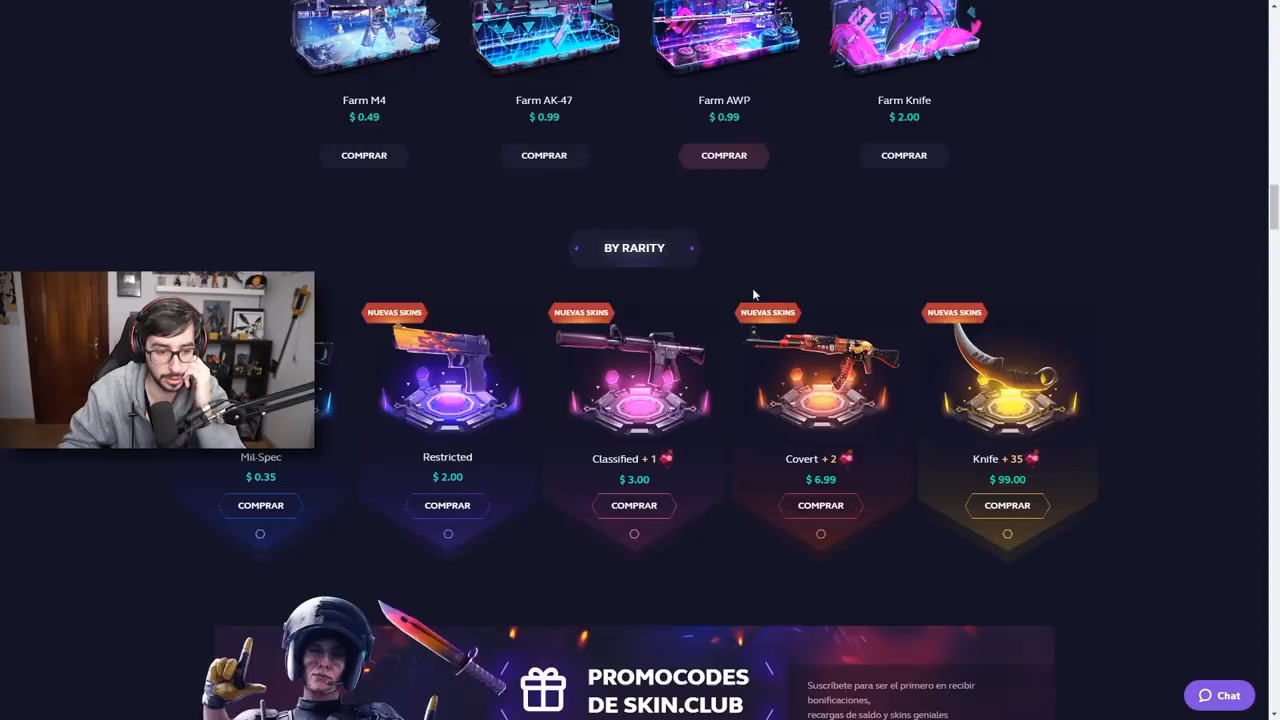 Farm M4
Farm AK-47
Farm AWP
Farm Knife
$ 0.49
$ 0.99
$ 0.99
$ 2.00
COMPRAR
COMPRAR
COMPRAR
COMPRAR
BY RARITY
NUEVAS SKINS
NUEVAS SKINS
NUEVAS SKINS
NUEVAS SKINS
Mil-Spec
Restricted
Classified + 1
Covert + 2
Knife + 35
$ 0.35
$ 2.00
$ 3.00
$ 6.99
$ 99.00
COMPRAR
COMPRAR
COMPRAR
COMPRAR
COMPRAR
PROMOCODES
DE SKIN.CLUB
Suscríbete para ser el primero en recibir
bonificaciones,
recargas de saldo y skins geniales
Chat